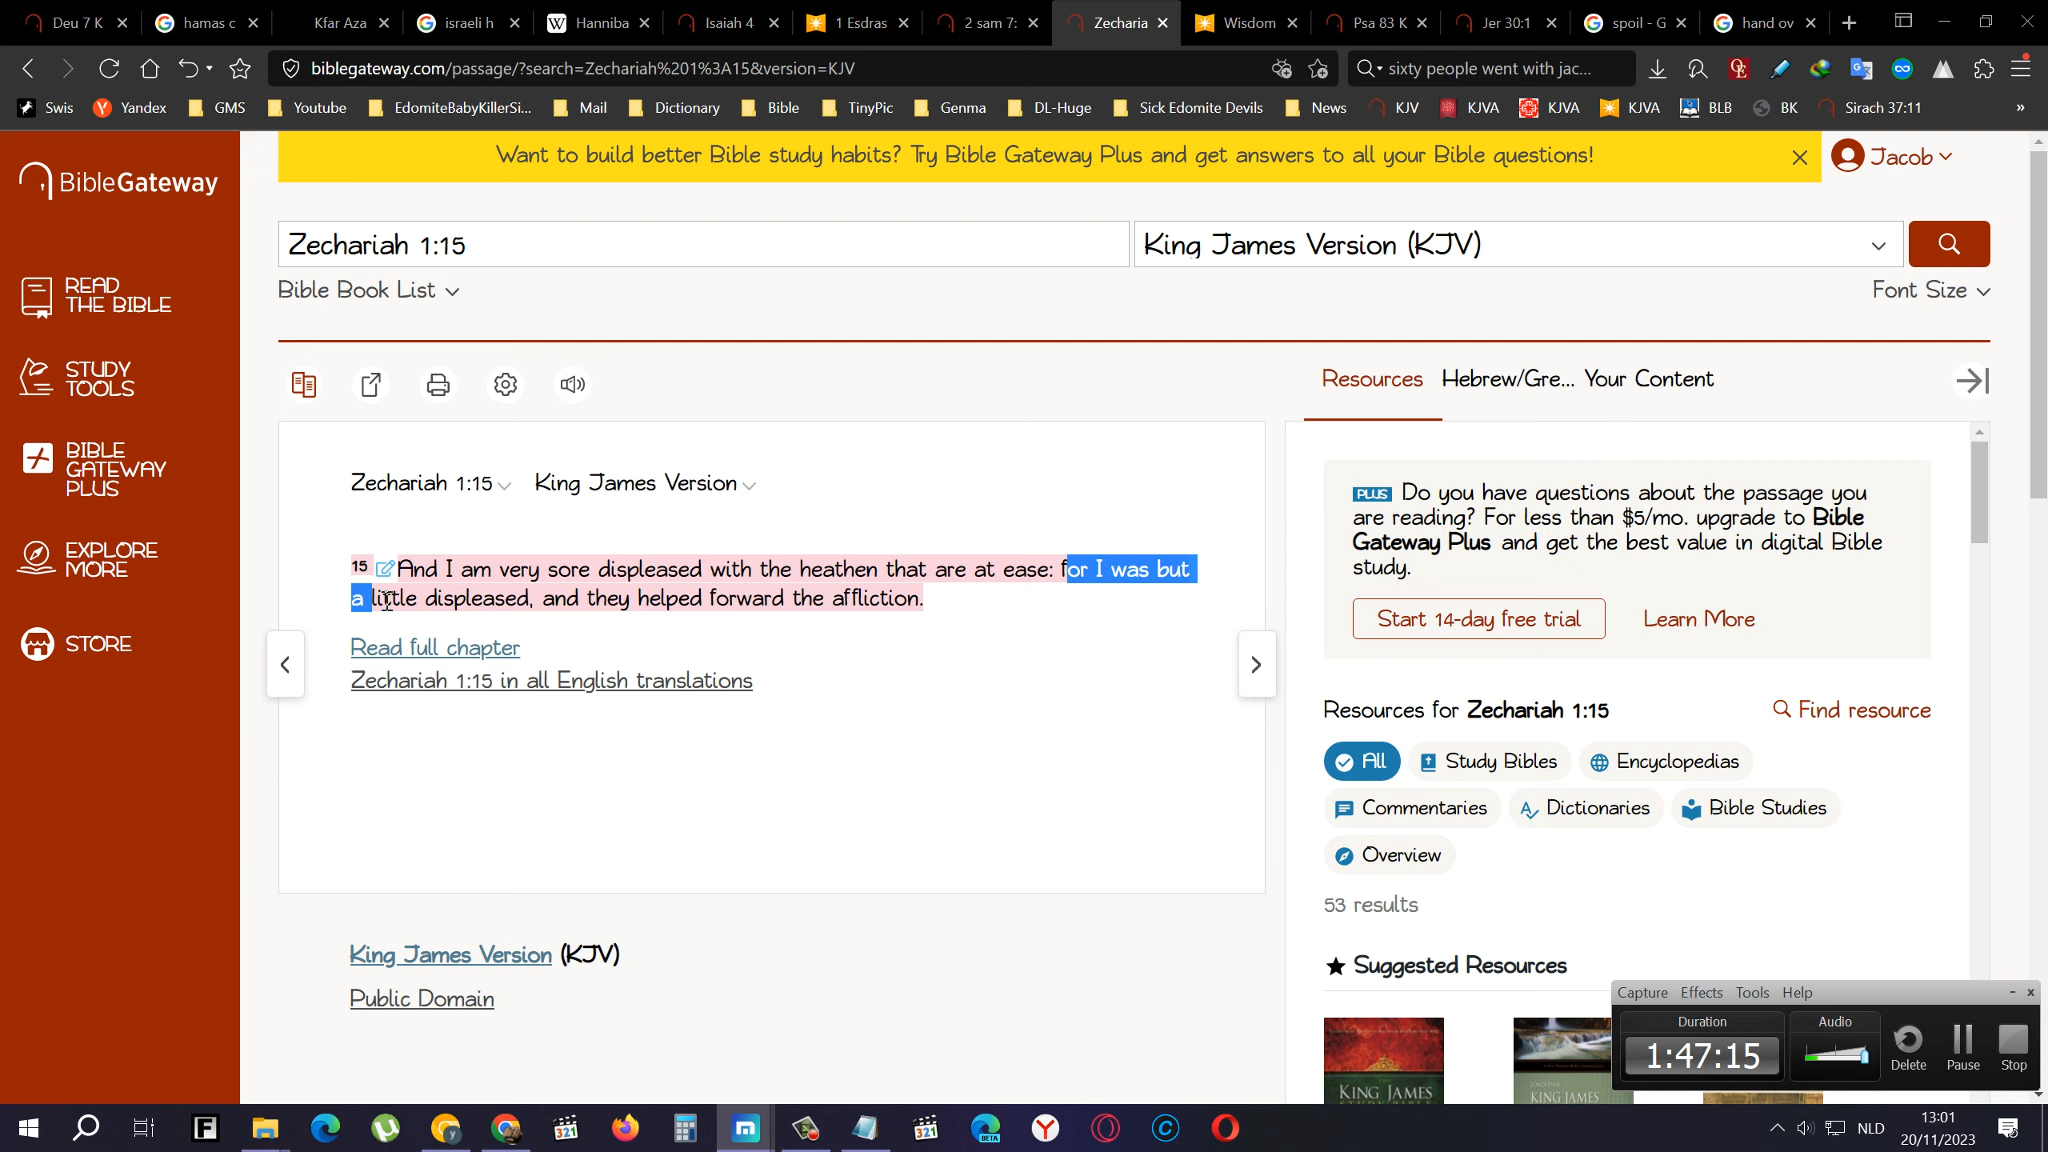 Deu 7 K
hamas c
Kfar Aza
israeli h
Hanniba
Isaiah 4
1 Esdras
2 sam 7:
Zecharia
Wisdom
Psa 83 K
Jer 30:1
spoil - G
hand ov
biblegateway.com/passage/?search=Zechariah%201%3A15&version=KJV
sixty people went with jac...
Swis
Yandex
GMS
Youtube
EdomiteBabyKillerSi...
Mail
Dictionary
Bible
TinyPic
Genma
DL-Huge
Sick Edomite Devils
News
KJV
KJVA
KJVA
KJVA
BLB
BK
Sirach 37:11
»
BibleGateway
Want to build better Bible study habits? Try Bible Gateway Plus and get answers to all your Bible questions!
Jacob
Zechariah 1:15
King James Version (KJV)
Bible Book List
Font Size
READ
THE BIBLE
STUDY
TOOLS
BIBLE
GATEWAY
PLUS
EXPLORE
MORE
STORE
Resources
Hebrew/Gre...
Your Content
Zechariah 1:15
King James Version
15 And I am very sore displeased with the heathen that are at ease: for I was but
a little displeased, and they helped forward the affliction.
Read full chapter
Zechariah 1:15 in all English translations
PLUS Do you have questions about the passage you
are reading? For less than $5/mo. upgrade to Bible
Gateway Plus and get the best value in digital Bible
study.
Start 14-day free trial
Learn More
Resources for Zechariah 1:15
Find resource
All
Study Bibles
Encyclopedias
Commentaries
Dictionaries
Bible Studies
Overview
53 results
Suggested Resources
KING JAMES
KING JAMES
King James Version (KJV)
Public Domain
Capture
Effects
Tools
Help
Duration
1:47:15
Audio
Delete
Pause
Stop
NLD
13:01
20/11/2023